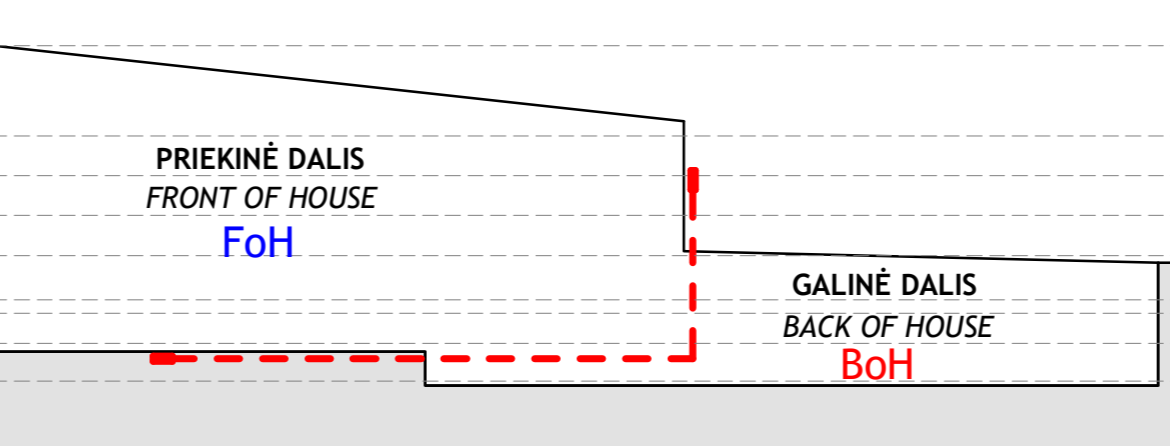 PRIEKINĖ DALIS
FRONT OF HOUSE
FoH
GALINĖ DALIS
BACK OF HOUSE
BoH